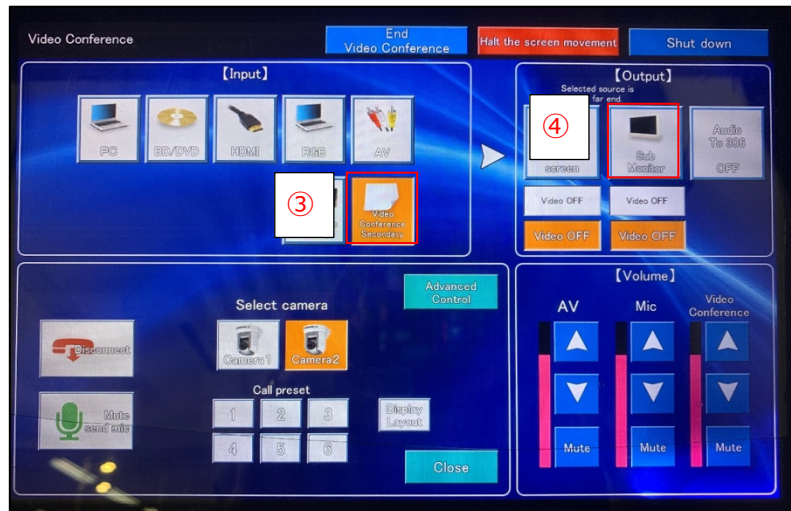 Video Conference
End
Video Conference
Halt the screen movement
Shut down
【Input】
【Output】
Selected source is
far end.
PC
BD/DVD
HDMI
RGB
AV
④
screen
Sub
Monitor
Audio
To 306
OFF
③
Video
Conference
Secondary
Video OFF
Video OFF
Video OFF
Video OFF
Advanced
Control
【Volume】
Select camera
AV
Mic
Video
Conference
Disconnect
Camera1
Camera2
Call preset
Mute
send mic
1
2
3
Display
Layout
4
5
6
Close
Mute
Mute
Mute